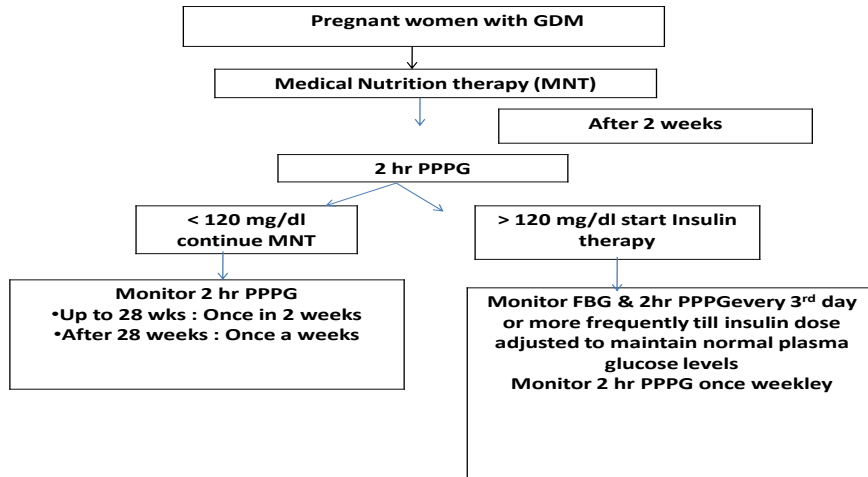 Pregnant women with GDM
Medical Nutrition therapy (MNT)
After 2 weeks
2 hr PPPG
< 120 mg/dl
continue MNT
> 120 mg/dl start Insulin
therapy
Monitor 2 hr PPPG
•Up to 28 wks : Once in 2 weeks
•After 28 weeks : Once a weeks
Monitor FBG & 2hr PPPGevery 3rd day
or more frequently till insulin dose
adjusted to maintain normal plasma
glucose levels
Monitor 2 hr PPPG once weekley